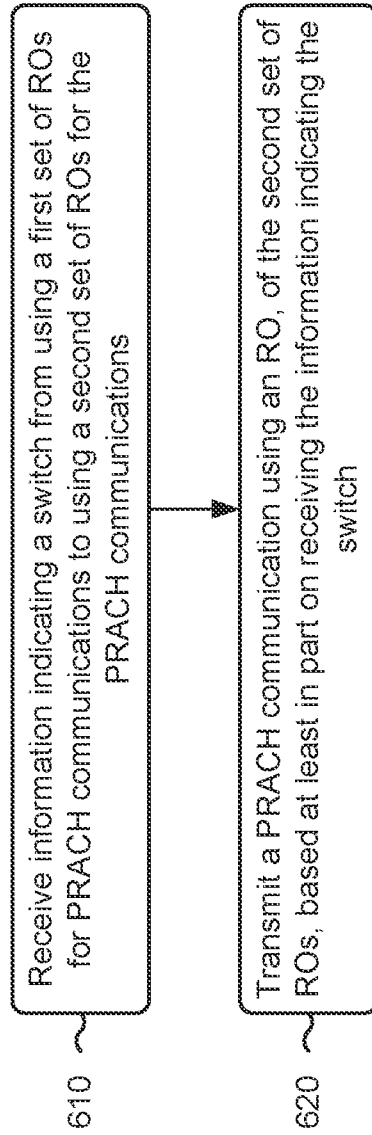 610
Receive information indicating a switch from using a first set of ROs
for PRACH communications to using a second set of ROs for the
PRACH communications
620
Transmit a PRACH communication using an RO, of the second set of
ROs, based at least in part on receiving the information indicating the
switch